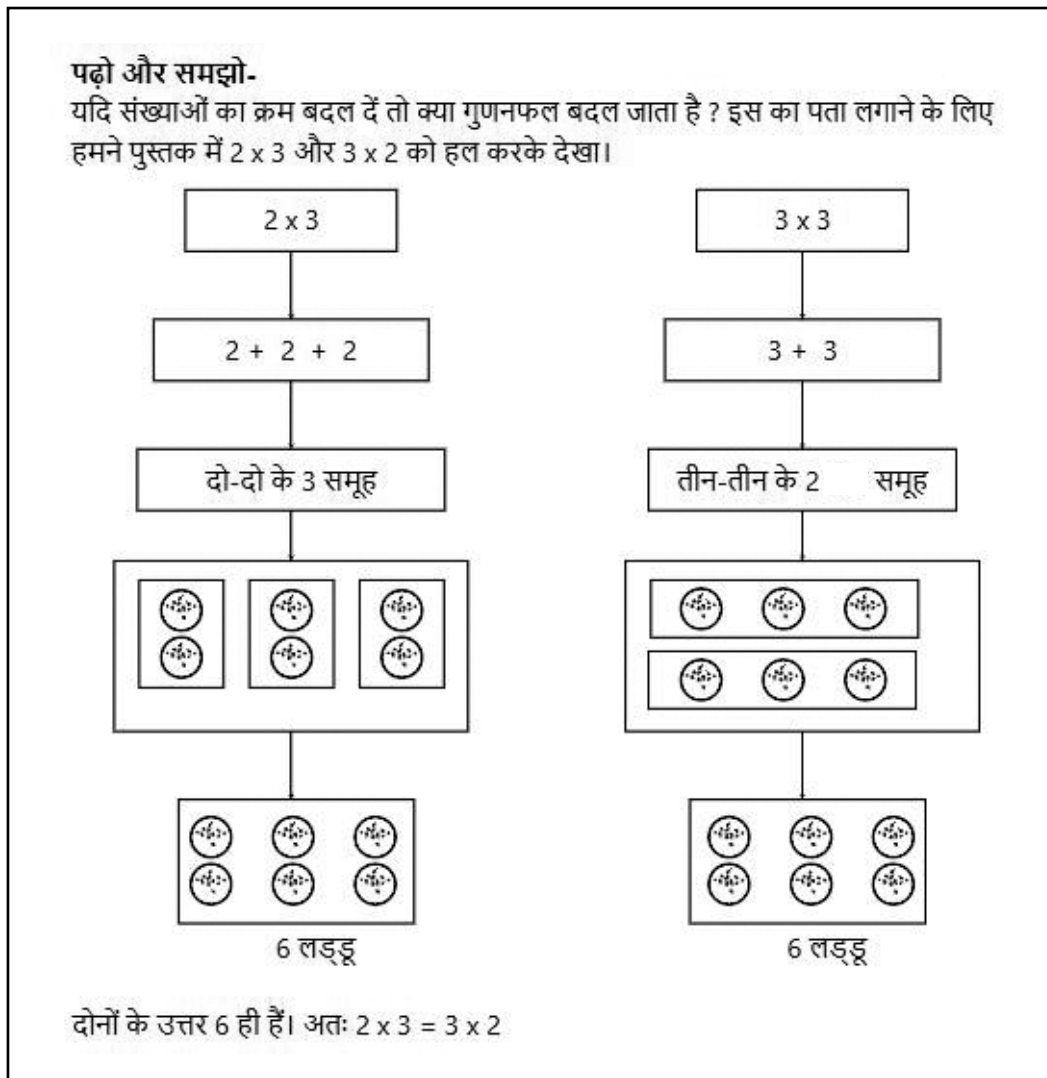 पढ़ो और समझो-
यदि संख्याओं का क्रम बदल दें तो क्या गुणनफल बदल जाता है ? इस का पता लगाने के लिए
हमने पुस्तक में 2 x 3 और 3 x 2 को हल करके देखा।
2 x 3
3 x 3
2 + 2 + 2
3 + 3
दो-दो के 3 समूह
तीन-तीन के 2 समूह
6 लड्डू
6 लड्डू
दोनों के उत्तर 6 ही हैं। अतः 2 x 3 = 3 x 2